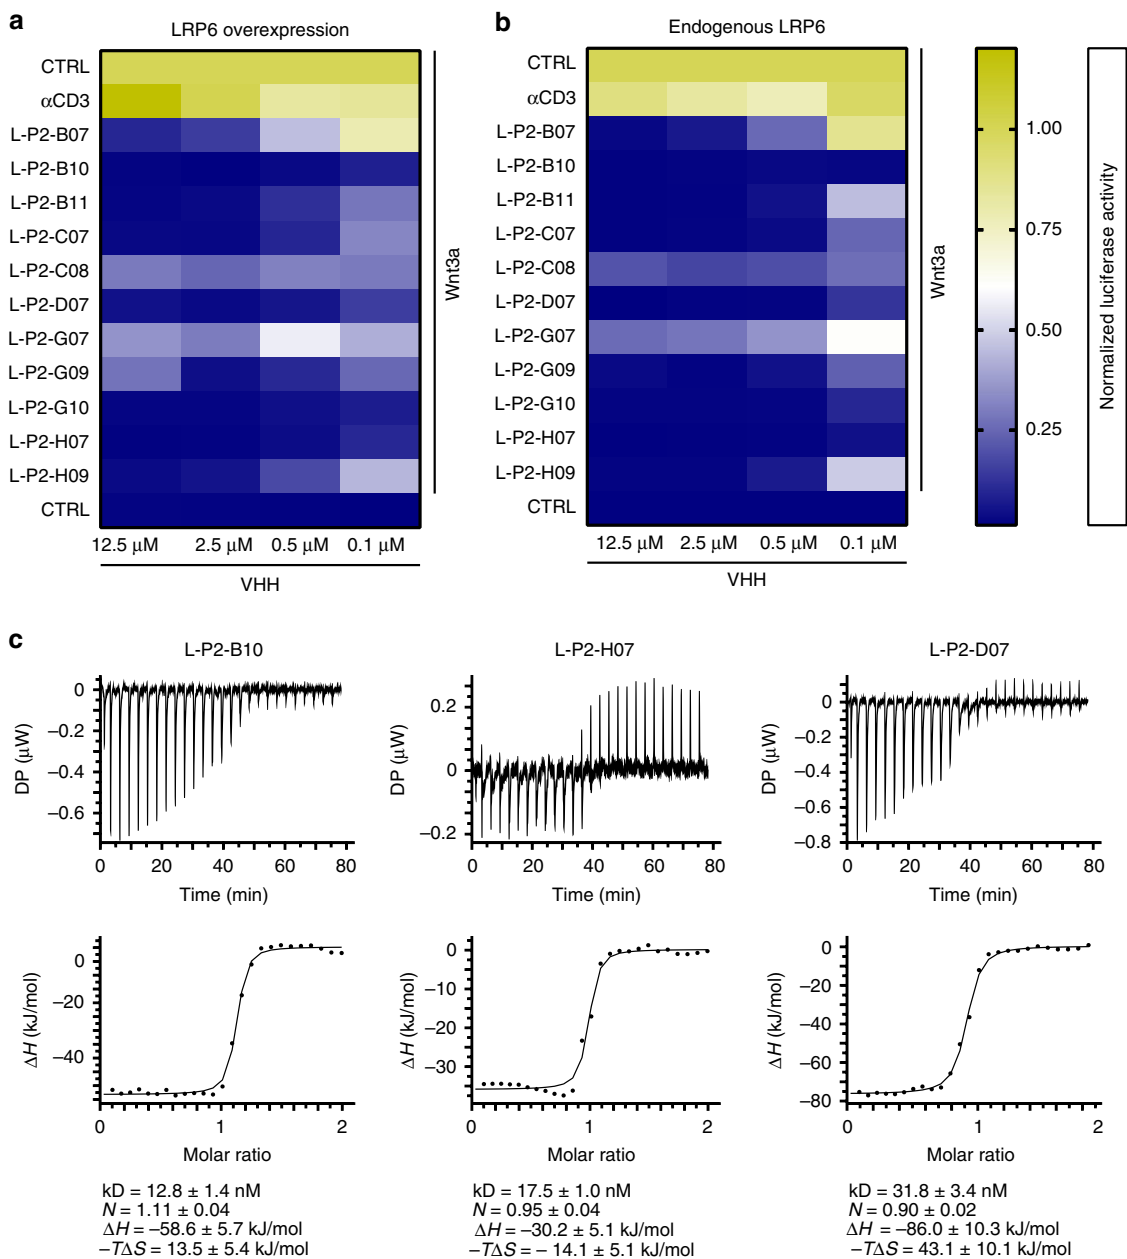 a
LRP6 overexpression
CTRL
αCD3
L-P2-B07
L-P2-B10
L-P2-B11
L-P2-C07
L-P2-C08
L-P2-D07
L-P2-G07
L-P2-G09
L-P2-G10
L-P2-H07
L-P2-H09
CTRL
Wnt3a
12.5 μM 2.5 μM 0.5 μM 0.1 μM
VHH
b
Endogenous LRP6
CTRL
αCD3
L-P2-B07
L-P2-B10
L-P2-B11
L-P2-C07
L-P2-C08
L-P2-D07
L-P2-G07
L-P2-G09
L-P2-G10
L-P2-H07
L-P2-H09
CTRL
Wnt3a
12.5 μM 2.5 μM 0.5 μM 0.1 μM
VHH
1.00
0.75
0.50
0.25
Normalized luciferase activity
c
L-P2-B10
DP (μW)
0
−0.2
−0.4
−0.6
0 20 40 60 80
Time (min)
ΔH (kJ/mol)
0
−20
−40
0 1 2
Molar ratio
kD = 12.8 ± 1.4 nM
N = 1.11 ± 0.04
ΔH = −58.6 ± 5.7 kJ/mol
−TΔS = 13.5 ± 5.4 kJ/mol
L-P2-H07
DP (μW)
0.2
0
−0.2
0 20 40 60 80
Time (min)
ΔH (kJ/mol)
0
−10
−20
−30
0 1 2
Molar ratio
kD = 17.5 ± 1.0 nM
N = 0.95 ± 0.04
ΔH = −30.2 ± 5.1 kJ/mol
−TΔS = − 14.1 ± 5.1 kJ/mol
L-P2-D07
DP (μW)
0
−0.2
−0.4
−0.6
−0.8
0 20 40 60 80
Time (min)
ΔH (kJ/mol)
0
−20
−40
−60
−80
0 1 2
Molar ratio
kD = 31.8 ± 3.4 nM
N = 0.90 ± 0.02
ΔH = −86.0 ± 10.3 kJ/mol
−TΔS = 43.1 ± 10.1 kJ/mol